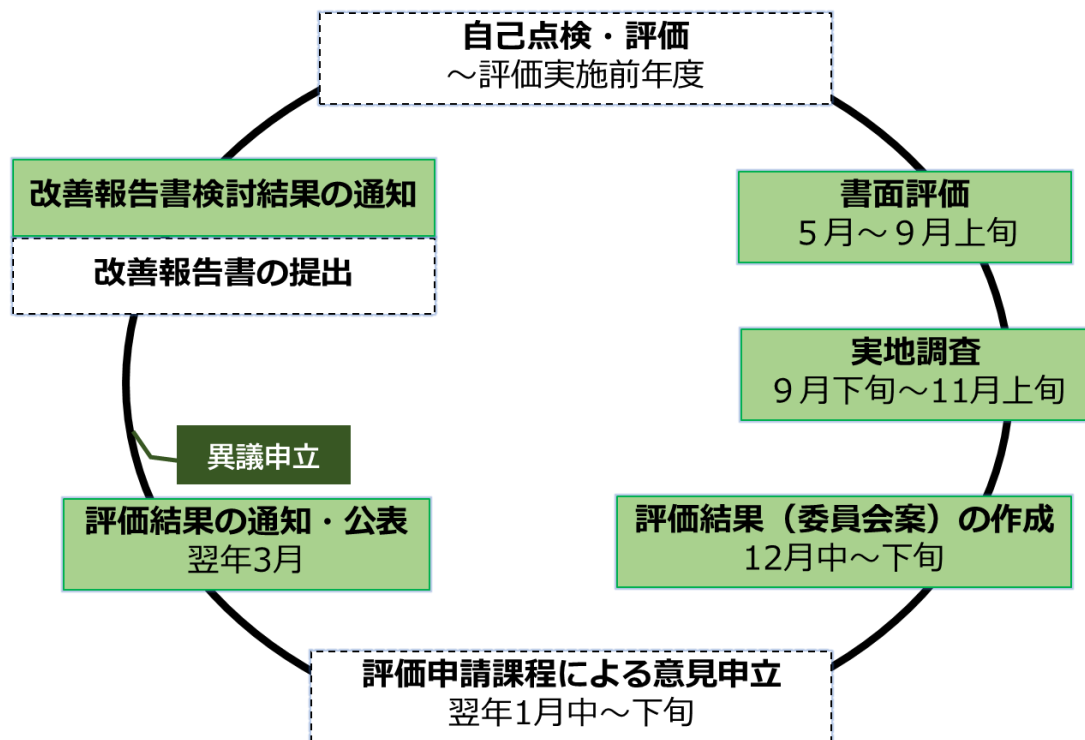 自己点検・評価
～評価実施前年度
書面評価
５月～９月上旬
実地調査
９月下旬～11月上旬
評価結果（委員会案）の作成
12月中～下旬
評価申請課程による意見申立
翌年1月中～下旬
評価結果の通知・公表
翌年3月
異議申立
改善報告書の提出
改善報告書検討結果の通知